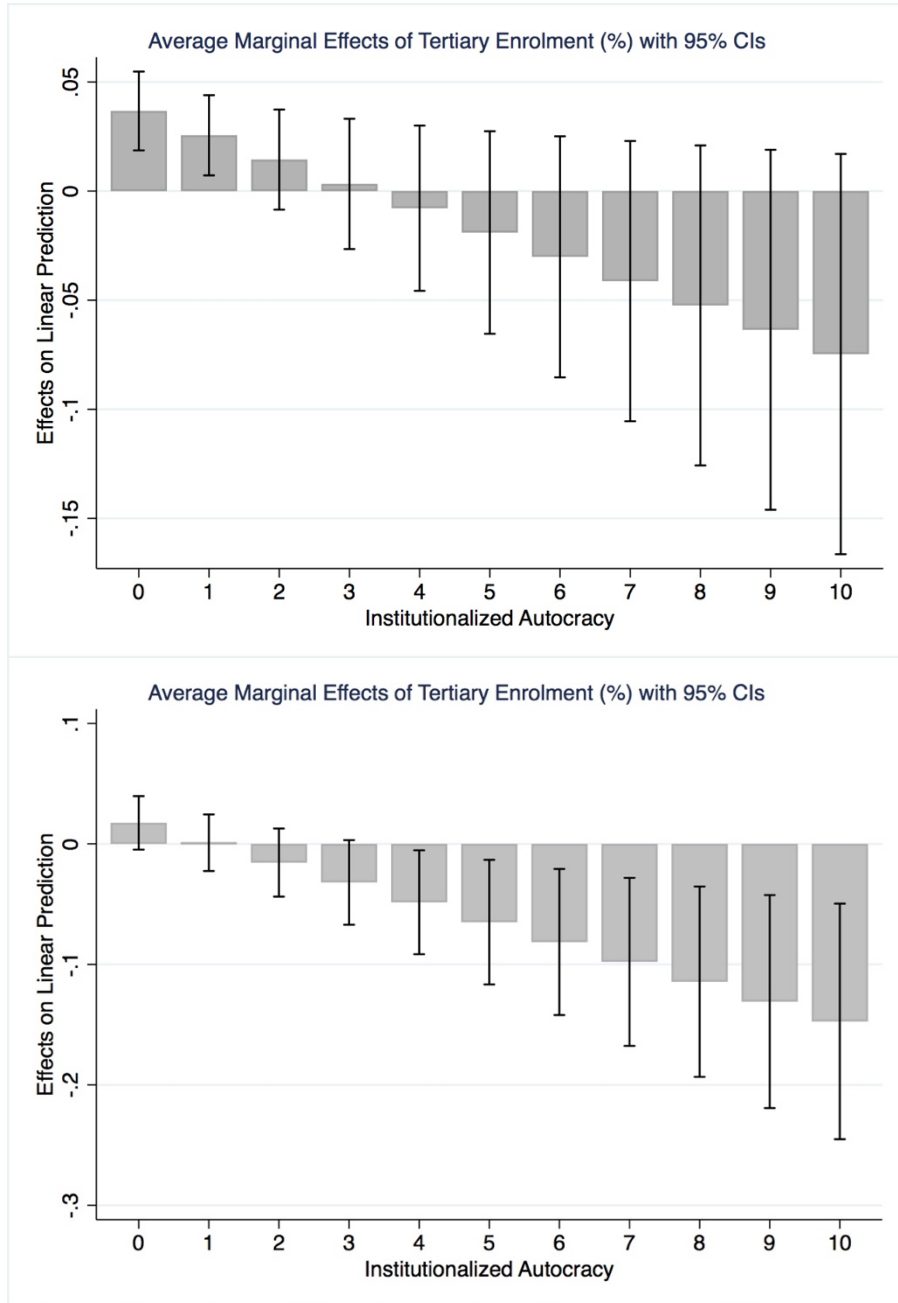 Average Marginal Effects of Tertiary Enrolment (%) with 95% CIs
Effects on Linear Prediction
.05
0
-.05
-.1
-.15
0 1 2 3 4 5 6 7 8 9 10
Institutionalized Autocracy
Average Marginal Effects of Tertiary Enrolment (%) with 95% CIs
Effects on Linear Prediction
.1
0
-.1
-.2
-.3
0 1 2 3 4 5 6 7 8 9 10
Institutionalized Autocracy